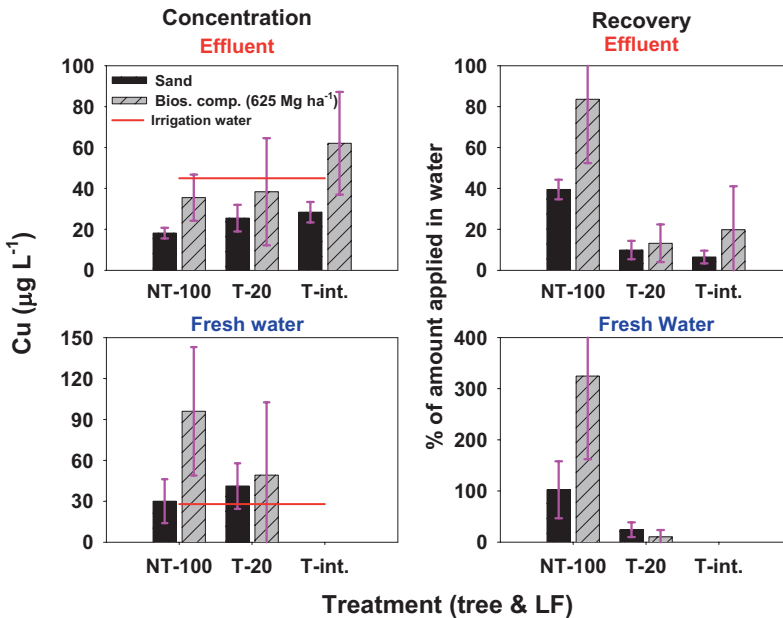 Concentration
Effluent
Recovery
Effluent
100
80
60
40
20
0
Sand
Bios. comp. (625 Mg ha⁻¹)
Irrigation water
NT-100 T-20 T-int.
100
80
60
40
20
0
NT-100 T-20 T-int.
Cu (µg L⁻¹)
% of amount applied in water
Fresh water
150
120
90
60
30
0
NT-100 T-20 T-int.
Fresh Water
400
300
200
100
0
NT-100 T-20 T-int.
Treatment (tree & LF)